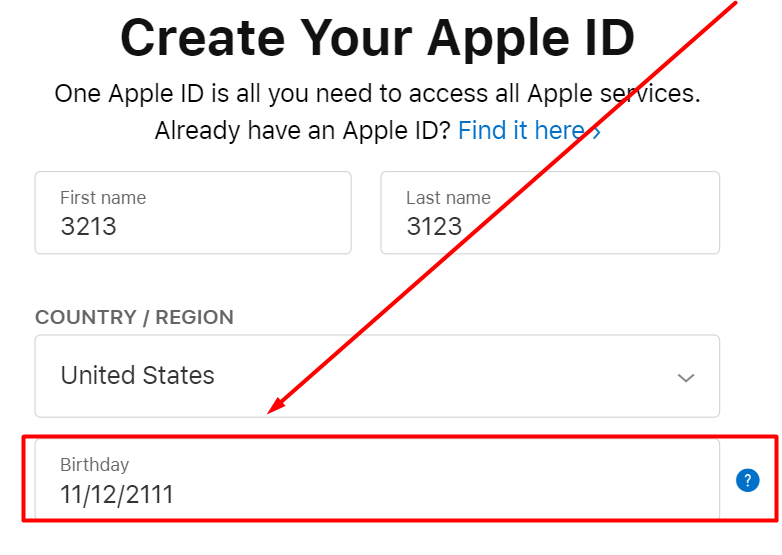 Create Your Apple ID
One Apple ID is all you need to access all Apple services.
Already have an Apple ID? Find it here ›
First name
3213
Last name
3123
COUNTRY / REGION
United States
Birthday
11/12/2111
?